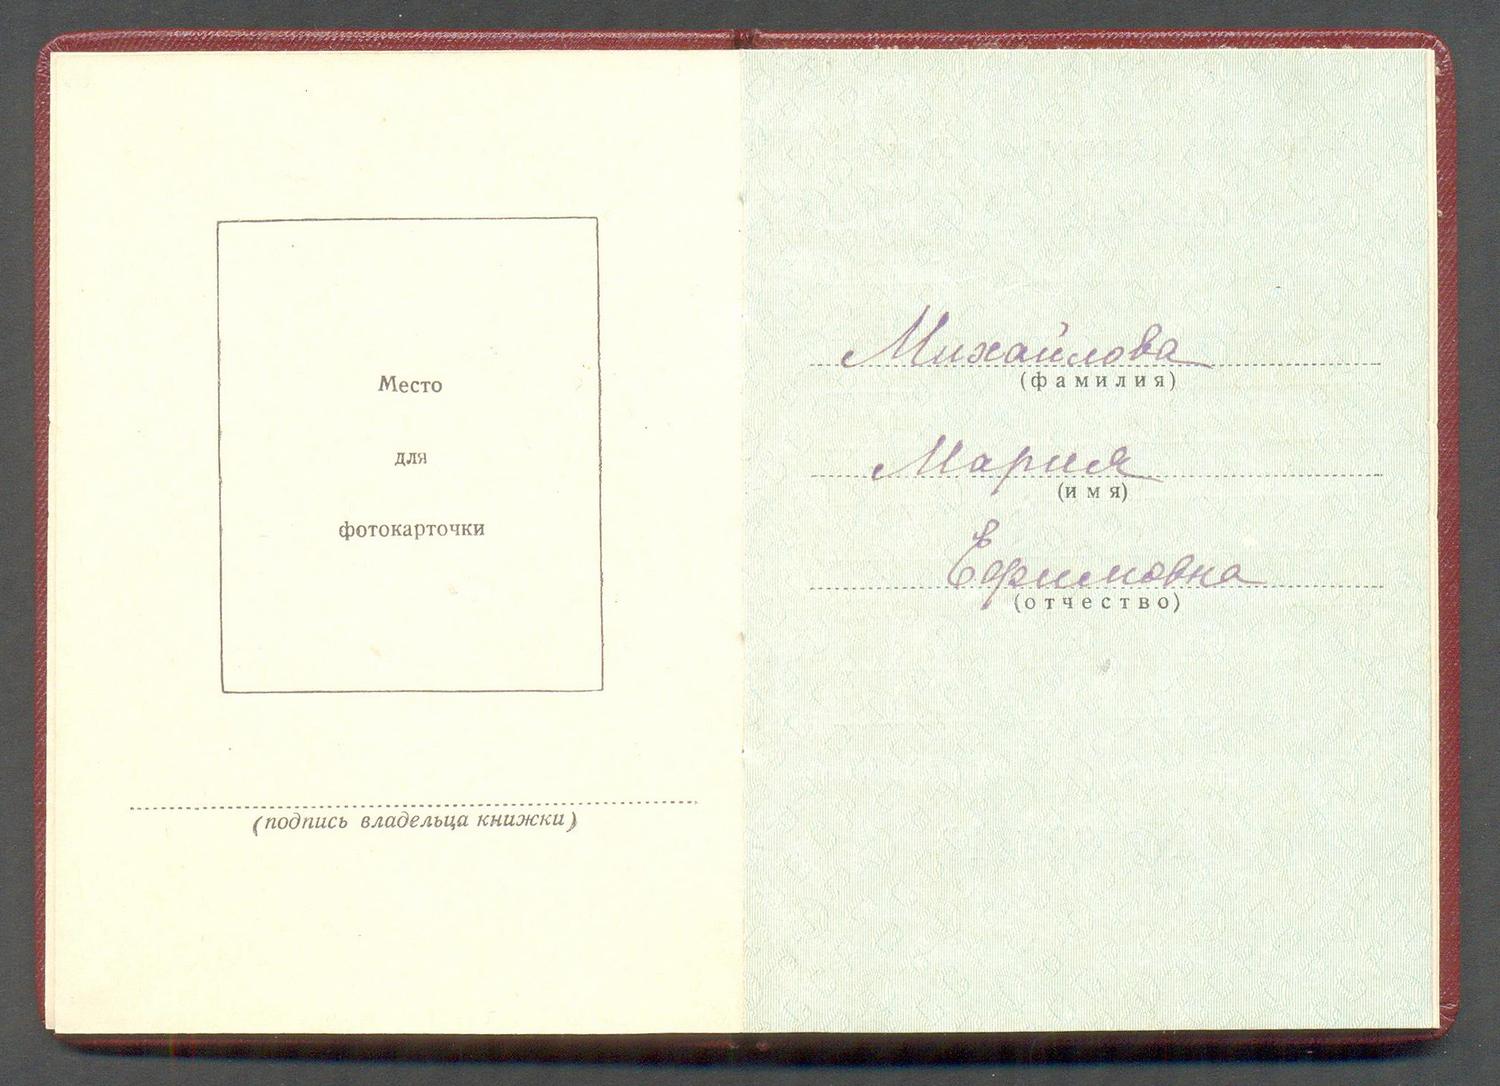 Место
для
фотокарточки
(подпись владельца книжки)
Михайлова
(фамилия)
Мария
(имя)
Ефимовна
(отчество)